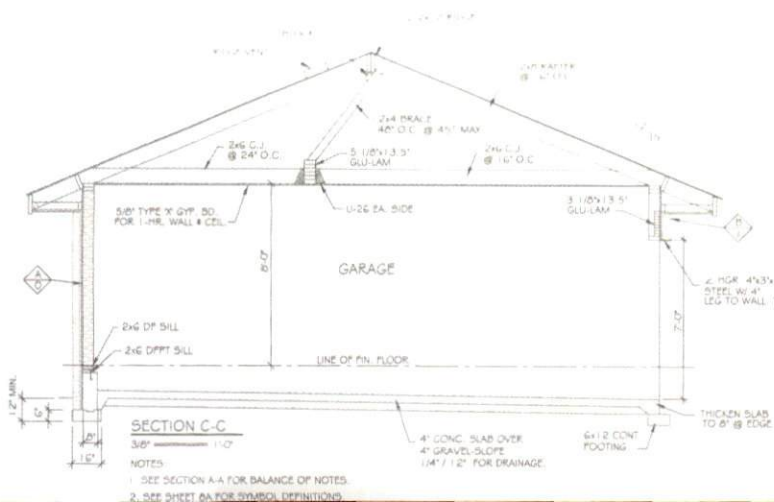 RIDGE VENT
2x8 RAFTER
2x4 BRACE
48" O.C. @ 45° MAX
2x6 C.J.
@ 24" O.C.
5 1/8"x13.5"
GLU-LAM
2x6 C.J.
@ 16" O.C.
5/8" TYPE 'X' GYP. BD.
FOR 1-HR. WALL & CEIL.
U-26 EA. SIDE
3 1/8"x13.5"
GLU-LAM
B
A
8'-0"
GARAGE
HGR. 4"x3"x
STEEL W/ 4"
LEG TO WALL
7'-0"
2x6 DF SILL
2x6 DFPT SILL
LINE OF FIN. FLOOR
12" MIN.
6"
8"
16"
SECTION C-C
3/8" 1'-0"
4" CONC. SLAB OVER
4" GRAVEL-SLOPE
1/4" / 12" FOR DRAINAGE.
6x12 CONT.
FOOTING
THICKEN SLAB
TO 8" @ EDGE
NOTES:
1. SEE SECTION A-A FOR BALANCE OF NOTES.
2. SEE SHEET 8A FOR SYMBOL DEFINITIONS.